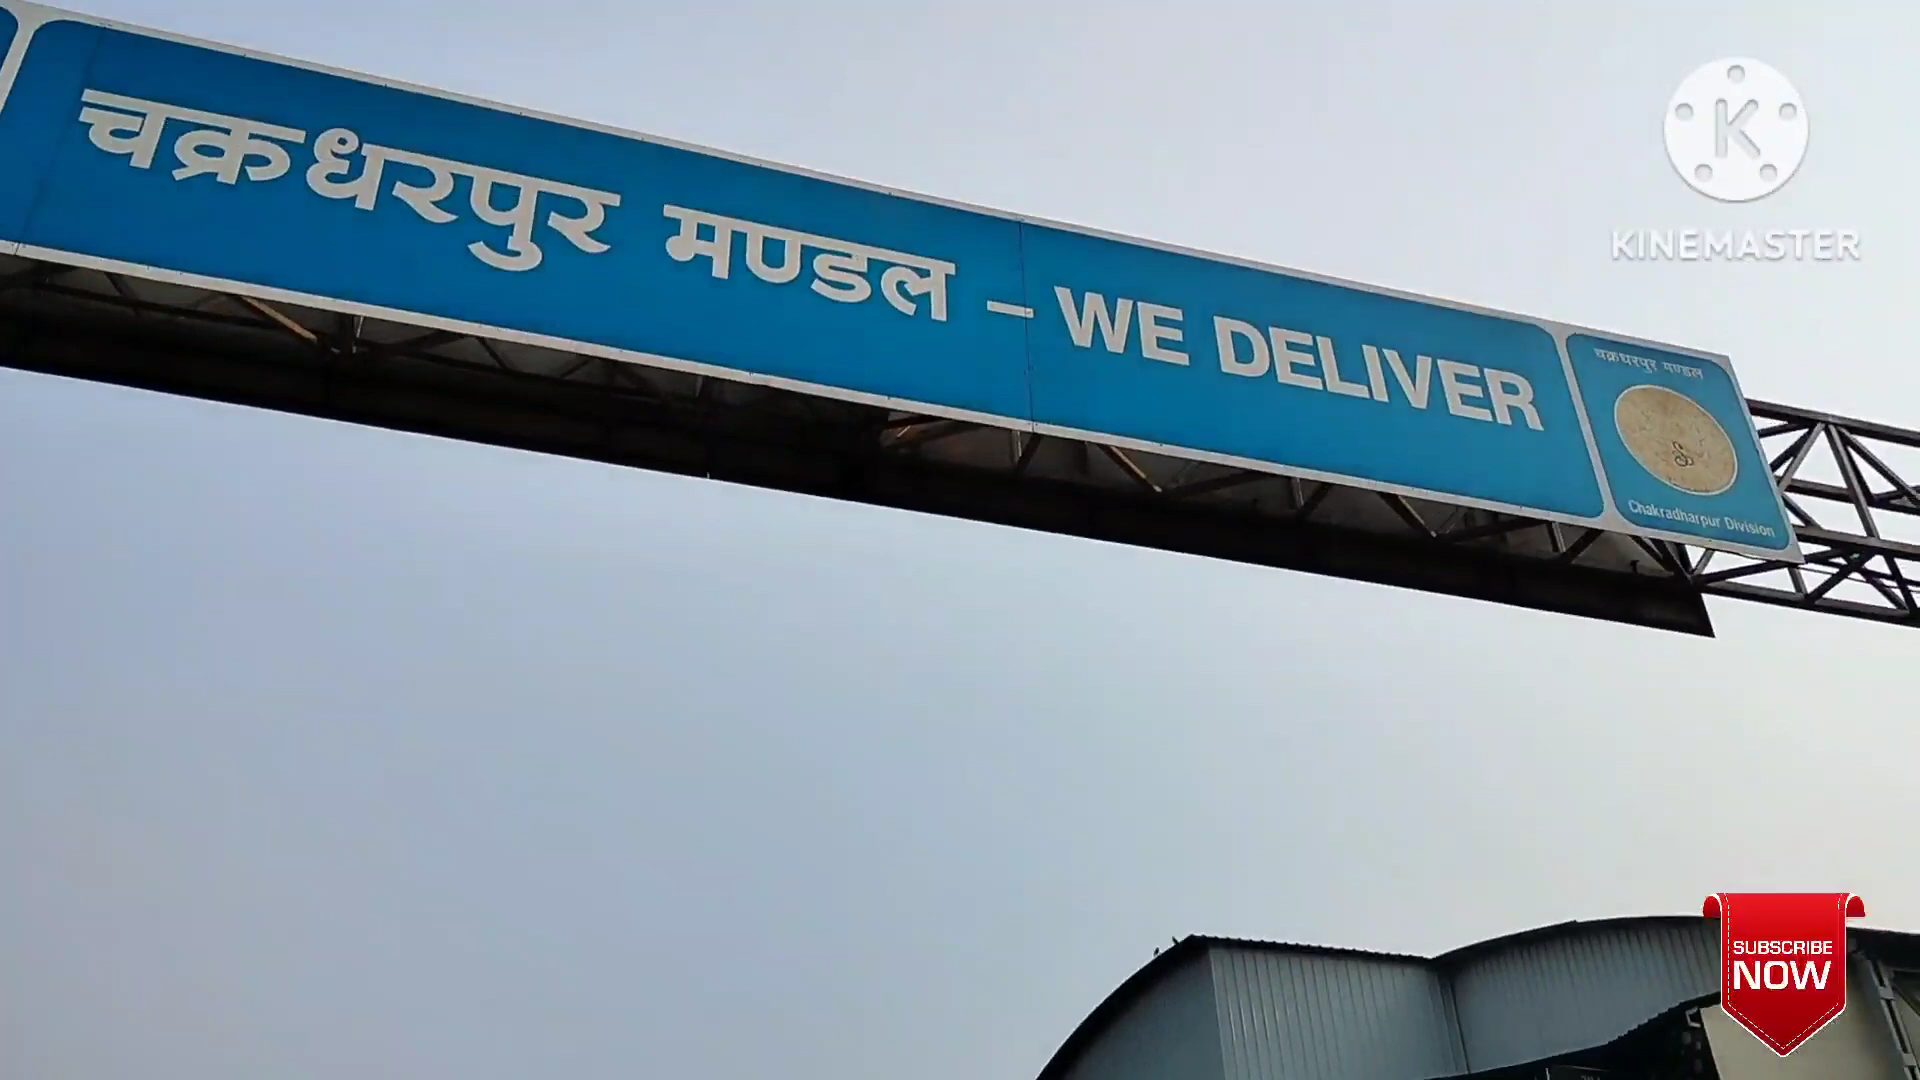 चक्रधरपुर मण्डल – WE DELIVER
चक्रधरपुर मण्डल
Chakradharpur Division
K
KINEMASTER
SUBSCRIBE
NOW